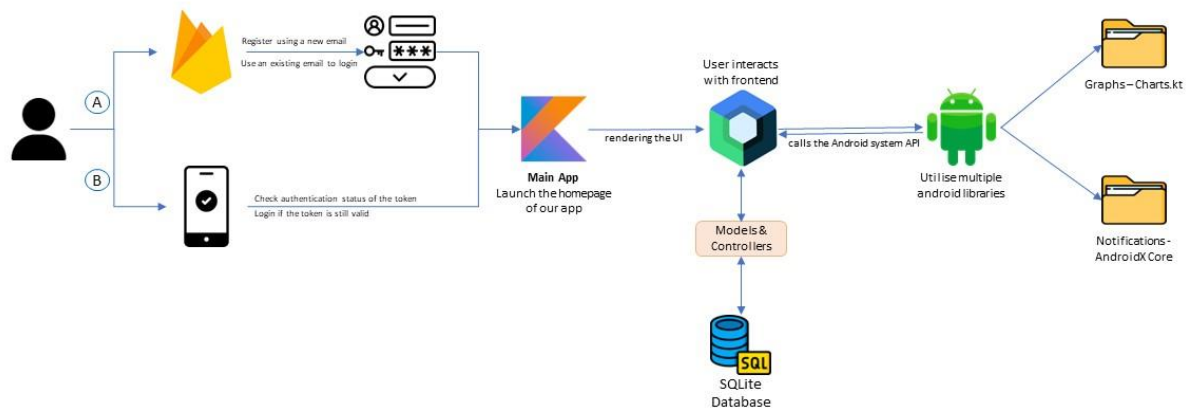 A
Register using a new email
Use an existing email to login
***
B
Check authentication status of the token
Login if the token is still valid
Main App
Launch the homepage
of our app
rendering the UI
User interacts
with frontend
calls the Android system API
Models &
Controllers
SQL
SQLite
Database
Utilise multiple
android libraries
Graphs – Charts.kt
Notifications -
AndroidX Core